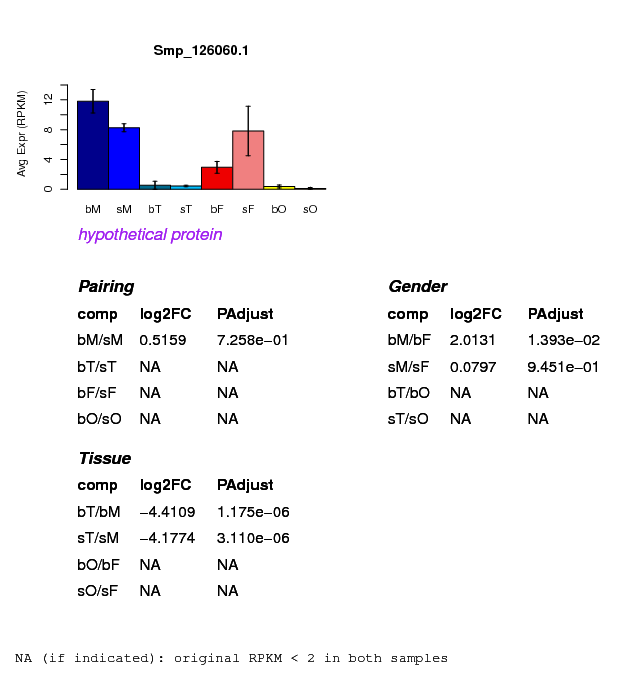 Smp_126060.1
Avg Expr (RPKM)
12
8
4
0
bM sM bT sT bF sF bO sO
hypothetical protein
Pairing
comp log2FC PAdjust
bM/sM 0.5159 7.258e−01
bT/sT NA NA
bF/sF NA NA
bO/sO NA NA
Gender
comp log2FC PAdjust
bM/bF 2.0131 1.393e−02
sM/sF 0.0797 9.451e−01
bT/bO NA NA
sT/sO NA NA
Tissue
comp log2FC PAdjust
bT/bM −4.4109 1.175e−06
sT/sM −4.1774 3.110e−06
bO/bF NA NA
sO/sF NA NA
NA (if indicated): original RPKM < 2 in both samples